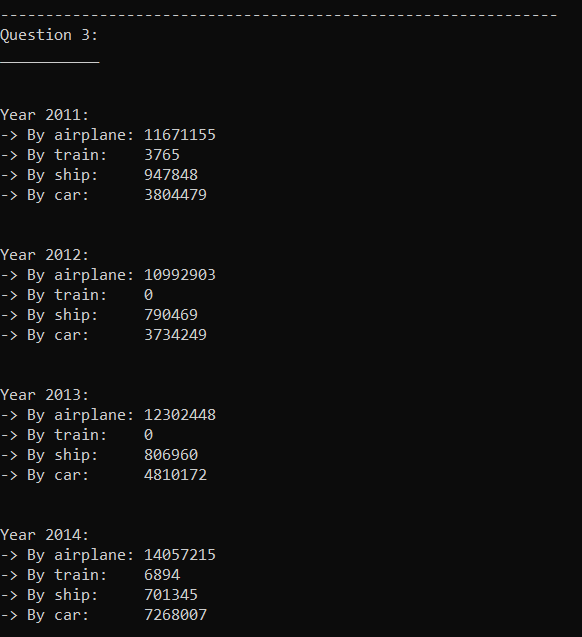 --------------------------------------------------------------
Question 3:
___________
Year 2011:
-> By airplane: 11671155
-> By train:    3765
-> By ship:     947848
-> By car:      3804479
Year 2012:
-> By airplane: 10992903
-> By train:    0
-> By ship:     790469
-> By car:      3734249
Year 2013:
-> By airplane: 12302448
-> By train:    0
-> By ship:     806960
-> By car:      4810172
Year 2014:
-> By airplane: 14057215
-> By train:    6894
-> By ship:     701345
-> By car:      7268007